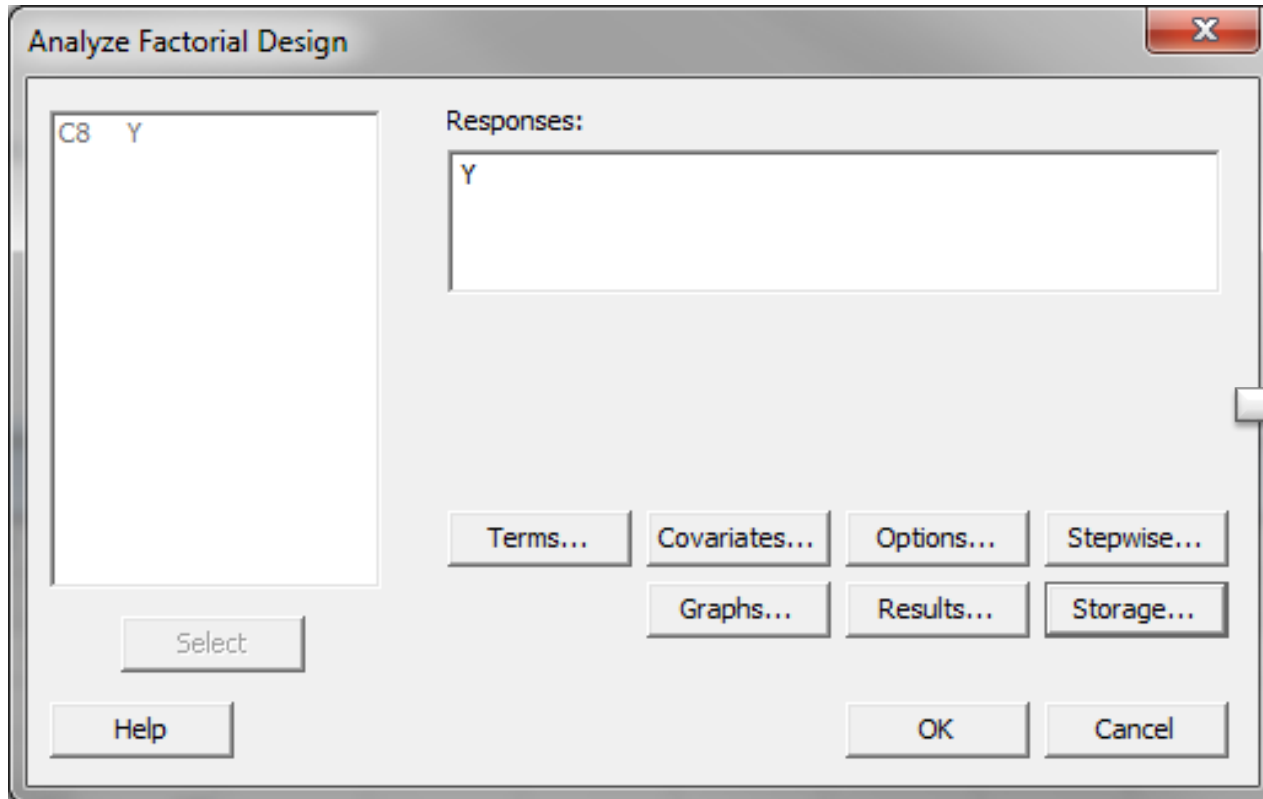 Analyze Factorial Design
C8 Y
Responses:
Y
Terms...
Covariates...
Options...
Stepwise...
Graphs...
Results...
Storage...
Select
Help
OK
Cancel